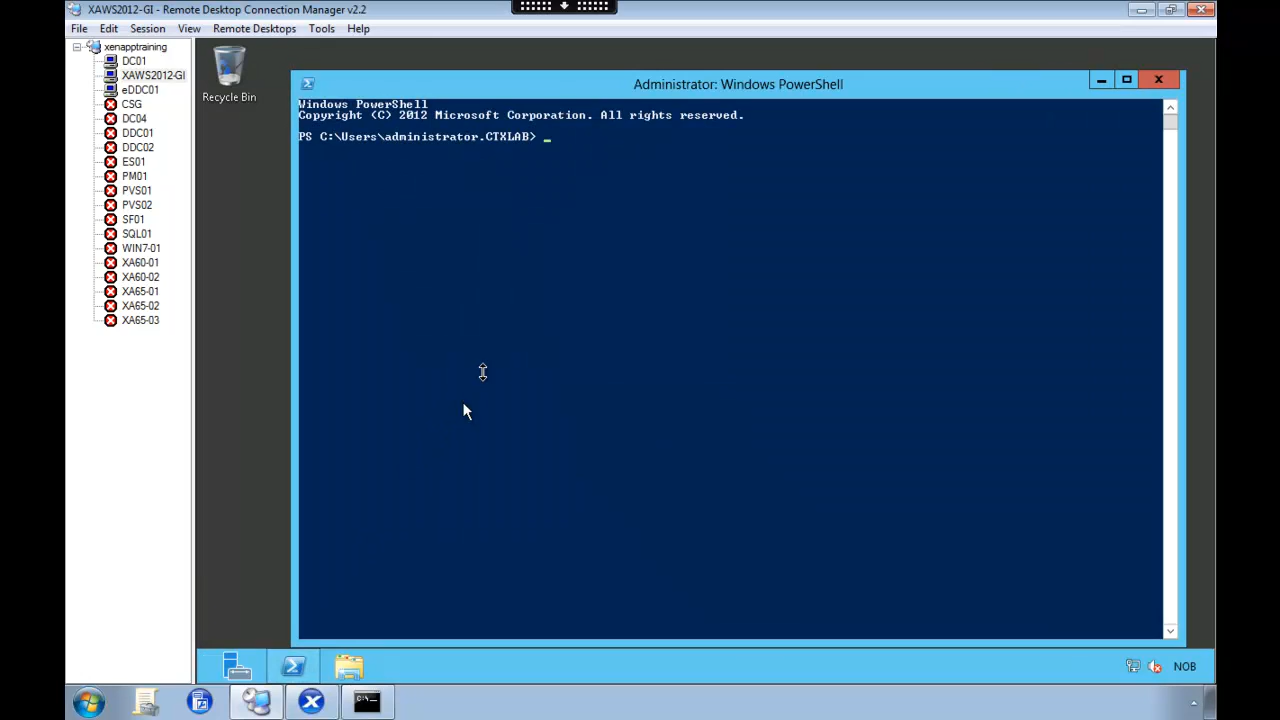 XAWS2012-GI - Remote Desktop Connection Manager v2.2
File Edit Session View Remote Desktops Tools Help
xenapptraining
DC01
XAWS2012-GI
eDDC01
CSG
DC04
DDC01
DDC02
ES01
PM01
PVS01
PVS02
SF01
SQL01
WIN7-01
XA60-01
XA60-02
XA65-01
XA65-02
XA65-03
Recycle Bin
Administrator: Windows PowerShell
Windows PowerShell
Copyright (C) 2012 Microsoft Corporation. All rights reserved.
PS C:\Users\administrator.CTXLAB> _
NOB